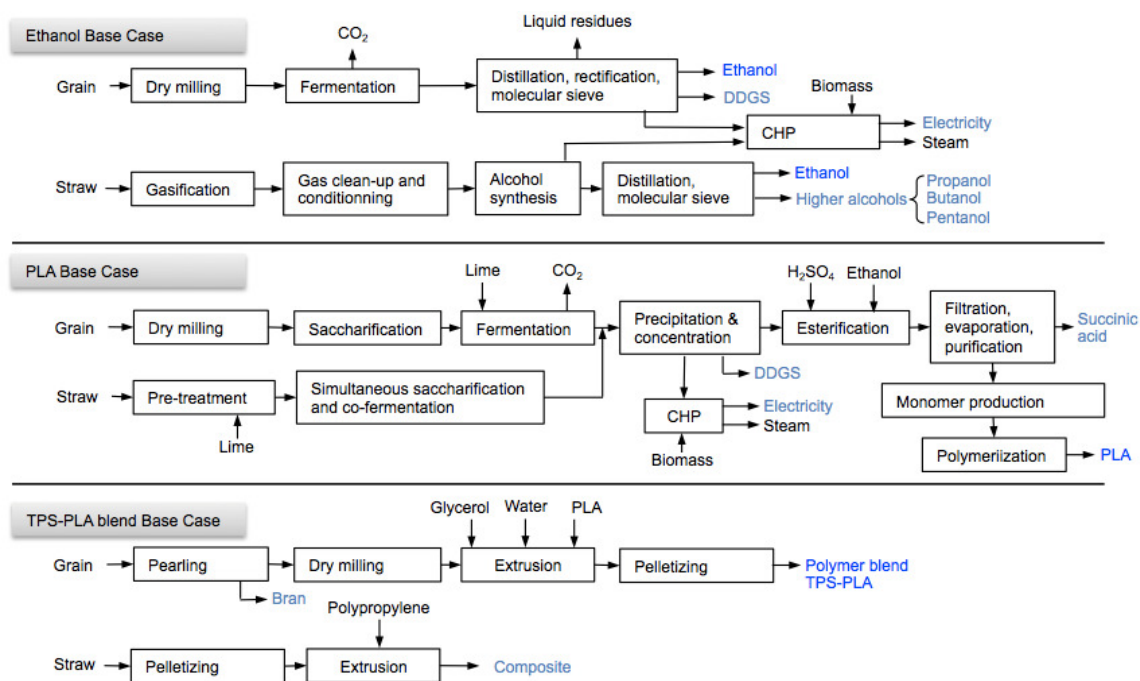 Ethanol Base Case
CO2
Liquid residues
Grain
Dry milling
Fermentation
Distillation, rectification,
molecular sieve
Ethanol
DDGS
Biomass
CHP
Electricity
Steam
Straw
Gasification
Gas clean-up and
conditionning
Alcohol
synthesis
Distillation,
molecular sieve
Ethanol
Higher alcohols
Propanol
Butanol
Pentanol
PLA Base Case
Lime
CO2
H2SO4
Ethanol
Grain
Dry milling
Saccharification
Fermentation
Precipitation &
concentration
Esterification
Filtration,
evaporation,
purification
Succinic
acid
DDGS
Straw
Pre-treatment
Simultaneous saccharification
and co-fermentation
Lime
CHP
Electricity
Steam
Biomass
Monomer production
Polymeriization
PLA
TPS-PLA blend Base Case
Glycerol
Water
PLA
Grain
Pearling
Dry milling
Extrusion
Pelletizing
Polymer blend
TPS-PLA
Bran
Polypropylene
Straw
Pelletizing
Extrusion
Composite